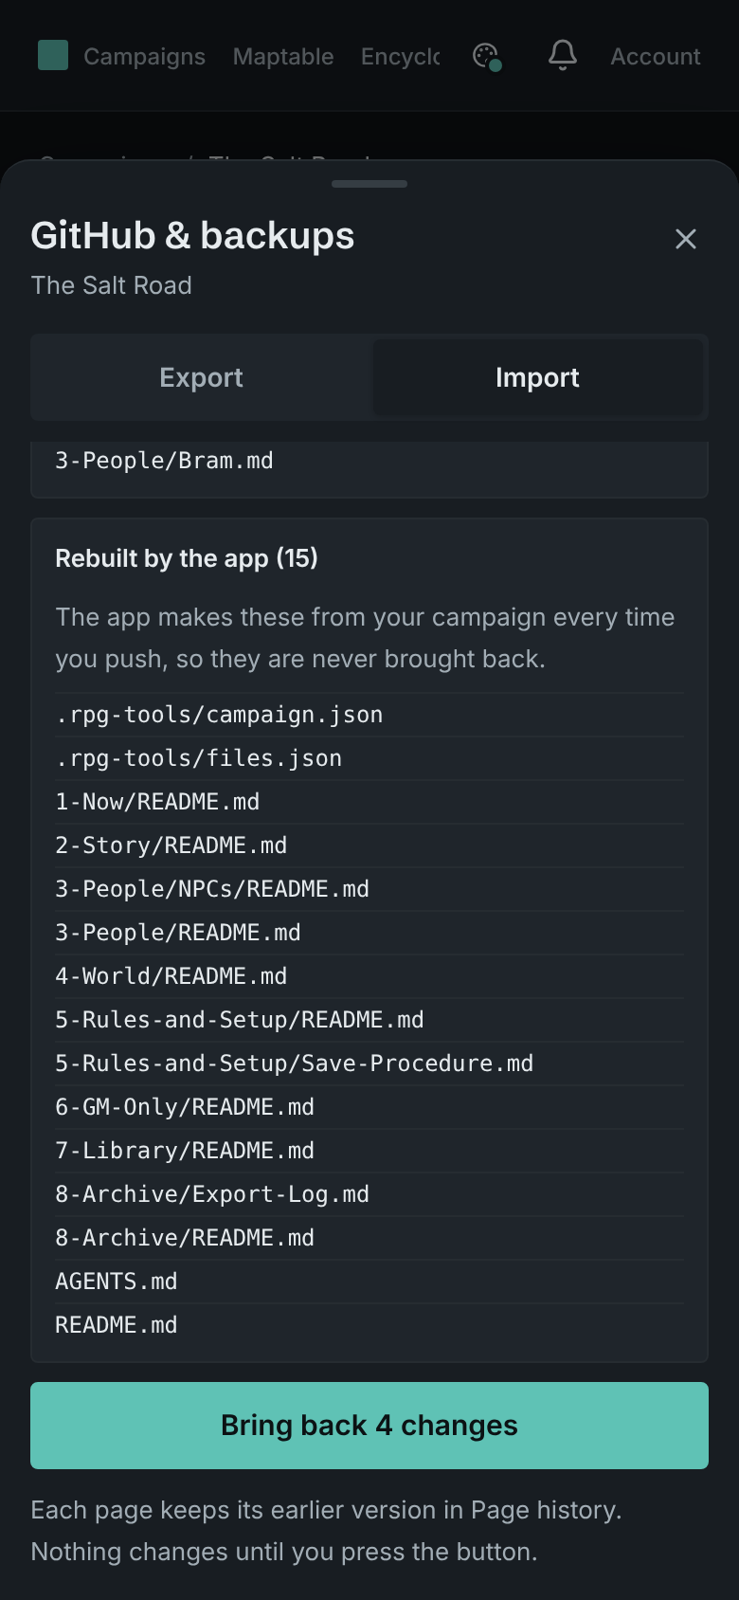 Campaigns Maptable Encycl Account
GitHub & backups
The Salt Road
Export Import
3-People/Bram.md
Rebuilt by the app (15)
The app makes these from your campaign every time
you push, so they are never brought back.
.rpg-tools/campaign.json
.rpg-tools/files.json
1-Now/README.md
2-Story/README.md
3-People/NPCs/README.md
3-People/README.md
4-World/README.md
5-Rules-and-Setup/README.md
5-Rules-and-Setup/Save-Procedure.md
6-GM-Only/README.md
7-Library/README.md
8-Archive/Export-Log.md
8-Archive/README.md
AGENTS.md
README.md
Bring back 4 changes
Each page keeps its earlier version in Page history.
Nothing changes until you press the button.